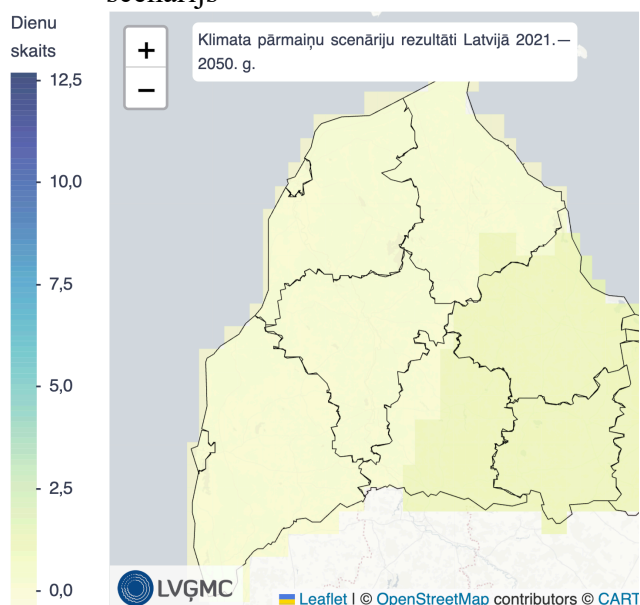 scenārijs
Dienu
skaits
+
−
Klimata pārmaiņu scenāriju rezultāti Latvijā 2021.—
2050. g.
12,5
10,0
7,5
5,0
2,5
0,0
LVĢMC
Leaflet | © OpenStreetMap contributors © CART